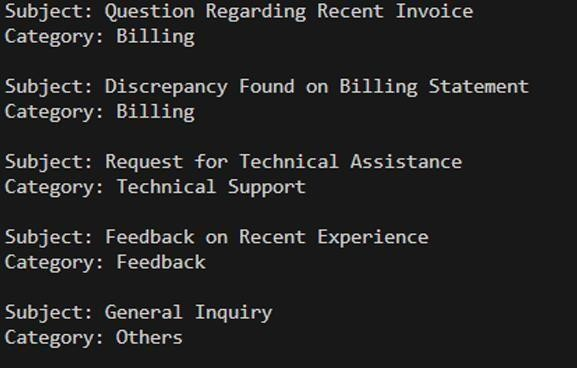 Subject: Question Regarding Recent Invoice
Category: Billing
Subject: Discrepancy Found on Billing Statement
Category: Billing
Subject: Request for Technical Assistance
Category: Technical Support
Subject: Feedback on Recent Experience
Category: Feedback
Subject: General Inquiry
Category: Others